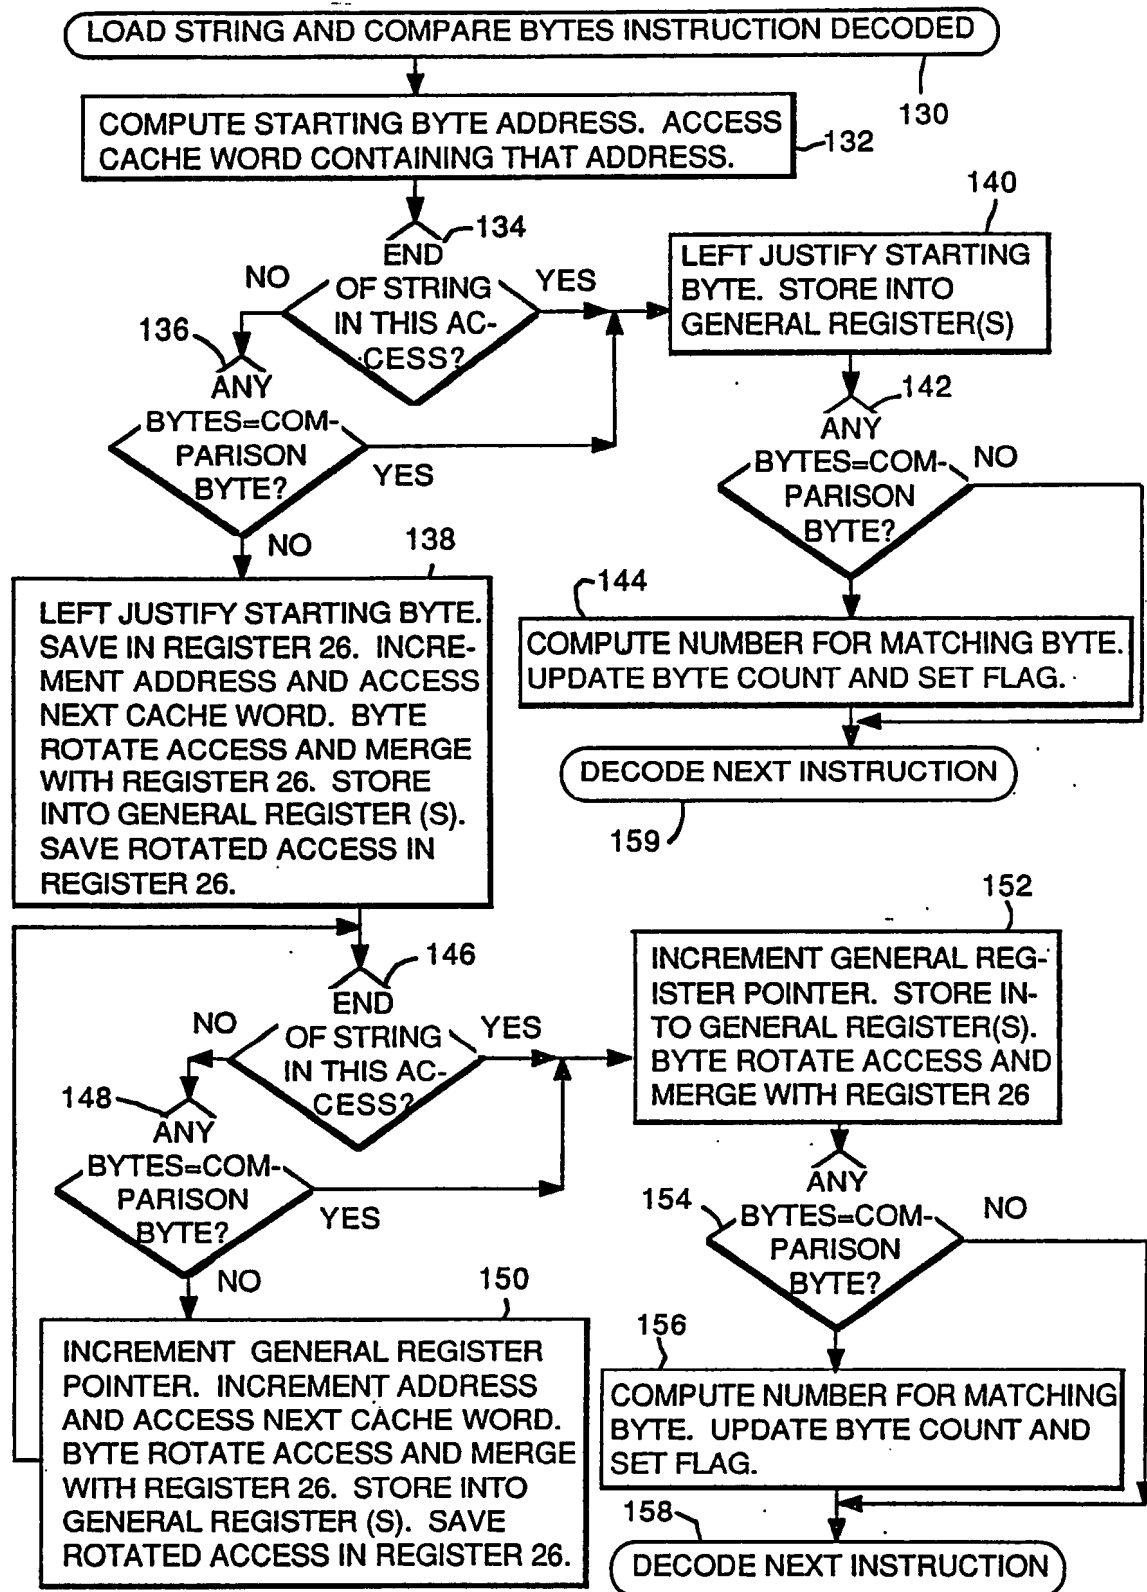 LOAD STRING AND COMPARE BYTES INSTRUCTION DECODED
130
COMPUTE STARTING BYTE ADDRESS. ACCESS
CACHE WORD CONTAINING THAT ADDRESS.
132
134
END
OF STRING
IN THIS AC-
CESS?
NO
YES
140
LEFT JUSTIFY STARTING
BYTE. STORE INTO
GENERAL REGISTER(S)
136
ANY
BYTES=COM-
PARISON
BYTE?
YES
NO
142
ANY
BYTES=COM-
PARISON
BYTE?
NO
138
LEFT JUSTIFY STARTING BYTE.
SAVE IN REGISTER 26. INCRE-
MENT ADDRESS AND ACCESS
NEXT CACHE WORD. BYTE
ROTATE ACCESS AND MERGE
WITH REGISTER 26. STORE
INTO GENERAL REGISTER (S).
SAVE ROTATED ACCESS IN
REGISTER 26.
144
COMPUTE NUMBER FOR MATCHING BYTE.
UPDATE BYTE COUNT AND SET FLAG.
DECODE NEXT INSTRUCTION
159
146
END
OF STRING
IN THIS AC-
CESS?
NO
YES
152
INCREMENT GENERAL REG-
ISTER POINTER. STORE IN-
TO GENERAL REGISTER(S).
BYTE ROTATE ACCESS AND
MERGE WITH REGISTER 26
148
ANY
BYTES=COM-
PARISON
BYTE?
YES
NO
154
ANY
BYTES=COM-
PARISON
BYTE?
NO
150
INCREMENT GENERAL REGISTER
POINTER. INCREMENT ADDRESS
AND ACCESS NEXT CACHE WORD.
BYTE ROTATE ACCESS AND MERGE
WITH REGISTER 26. STORE INTO
GENERAL REGISTER (S). SAVE
ROTATED ACCESS IN REGISTER 26.
156
COMPUTE NUMBER FOR MATCHING
BYTE. UPDATE BYTE COUNT AND
SET FLAG.
158
DECODE NEXT INSTRUCTION